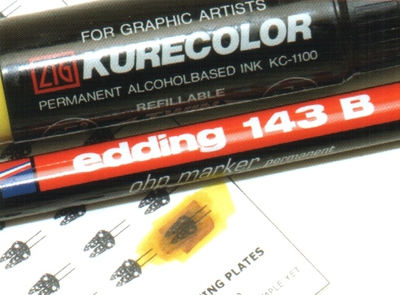 FOR GRAPHIC ARTISTS
ZIG KURECOLOR
PERMANENT ALCOHOLBASED INK KC-1100
REFILLABLE
edding 143 B
ohp marker permanent
PLATES